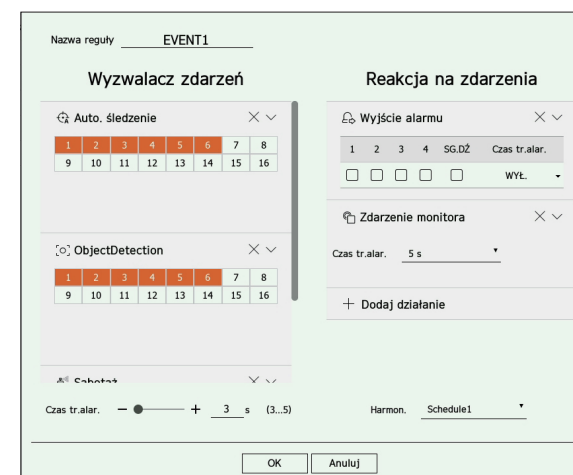 Nazwa reguły EVENT1
Wyzwalacz zdarzeń
Auto. śledzenie
1 2 3 4 5 6 7 8
9 10 11 12 13 14 15 16
ObjectDetection
1 2 3 4 5 6 7 8
9 10 11 12 13 14 15 16
Sabotaż
Czas tr.alar. 3 s (3...5)
Reakcja na zdarzenia
Wyjście alarmu
1 2 3 4 SG.DŹ Czas tr.alar.
WYŁ.
Zdarzenie monitora
Czas tr.alar. 5 s
Dodaj działanie
Harmon. Schedule1
OK Anuluj